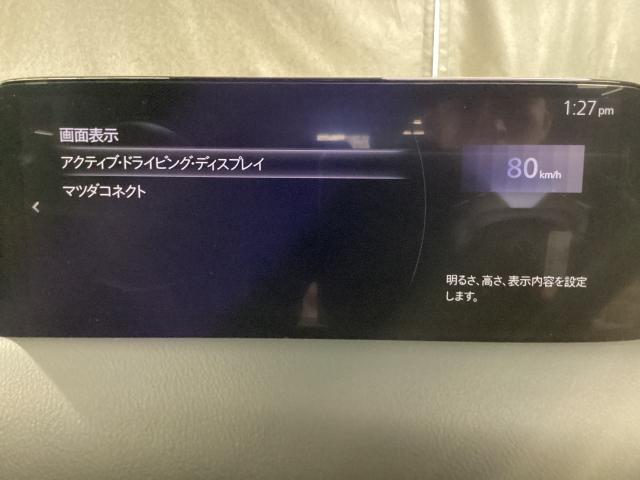 1:27 pm
画面表示
アクティブ・ドライビング・ディスプレイ
80 km/h
マツダコネクト
明るさ、高さ、表示内容を設定
します。